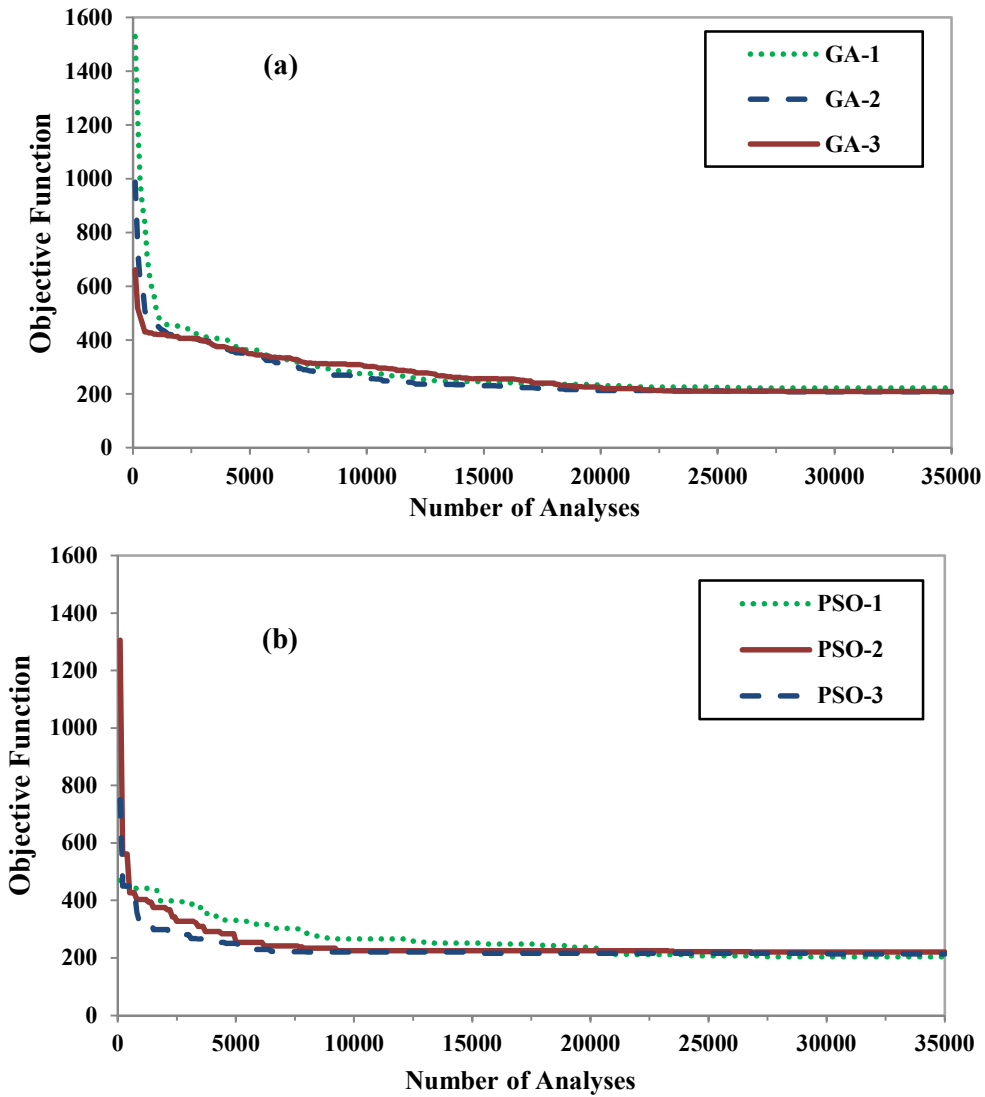 1600
1400
1200
1000
800
600
400
200
0
Objective Function
(a)
GA-1
GA-2
GA-3
0 5000 10000 15000 20000 25000 30000 35000
Number of Analyses
1600
1400
1200
1000
800
600
400
200
0
Objective Function
(b)
PSO-1
PSO-2
PSO-3
0 5000 10000 15000 20000 25000 30000 35000
Number of Analyses